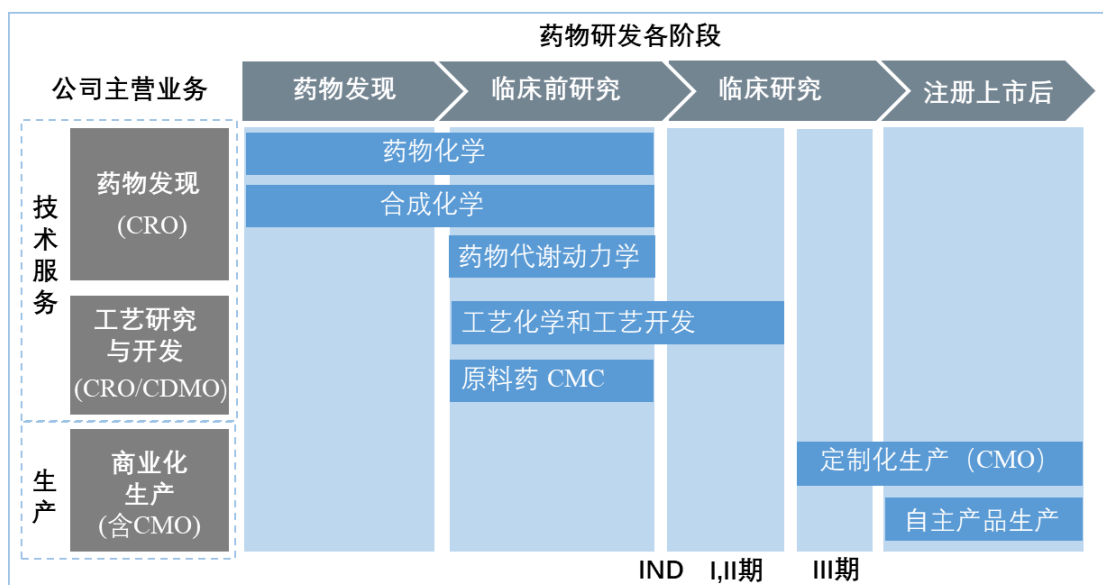 药物研发各阶段
公司主营业务
药物发现
临床前研究
临床研究
注册上市后
技术服务
药物发现
(CRO)
药物化学
合成化学
药物代谢动力学
工艺研究
与开发
(CRO/CDMO)
工艺化学和工艺开发
原料药 CMC
生产
商业化
生产
(含CMO)
定制化生产（CMO）
自主产品生产
IND
I,II期
III期